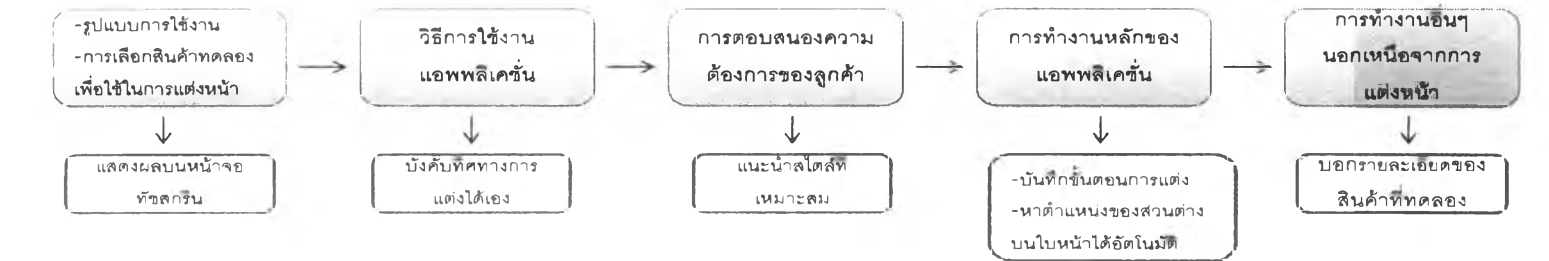 -รูปแบบการใช้งาน
-การเลือกสินค้าทดลอง
เพื่อใช้ในการแต่งหน้า
วิธีการใช้งาน
แอพพลิเคชั่น
การตอบสนองความ
ต้องการของลูกค้า
การทำงานหลักของ
แอพพลิเคชั่น
การทำงานอื่นๆ
นอกเหนือจากการ
แต่งหน้า
แสดงผลบนหน้าจอ
ทัชสกรีน
บังคับทิศทางการ
แต่งได้เอง
แนะนำสไตล์ที่
เหมาะสม
-บันทึกขั้นตอนการแต่ง
-หาตำแหน่งของส่วนต่าง
บนใบหน้าได้อัตโนมัติ
บอกรายละเอียดของ
สินค้าที่ทดลอง